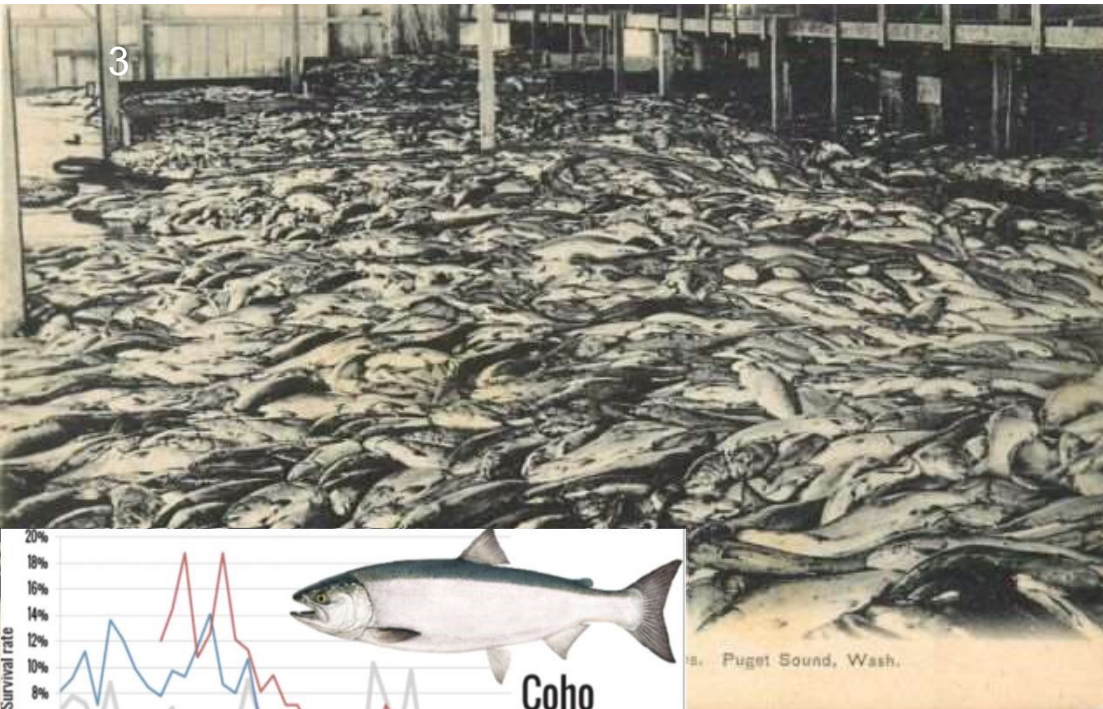 3
20%
18%
16%
14%
12%
10%
8%
Survival rate
Coho
Puget Sound, Wash.